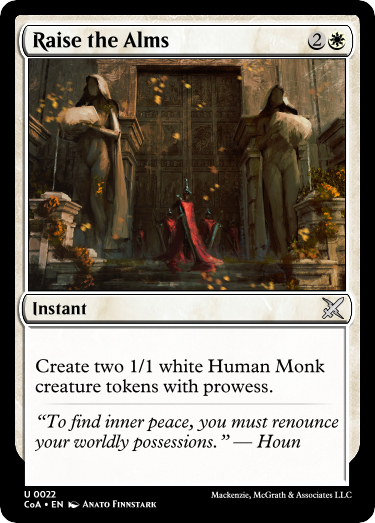 Raise the Alms 2
Instant
Create two 1/1 white Human Monk
creature tokens with prowess.
“To find inner peace, you must renounce
your worldly possessions.” — Houn
U 0022
CoA • EN Anato Finnstark
Mackenzie, McGrath & Associates LLC